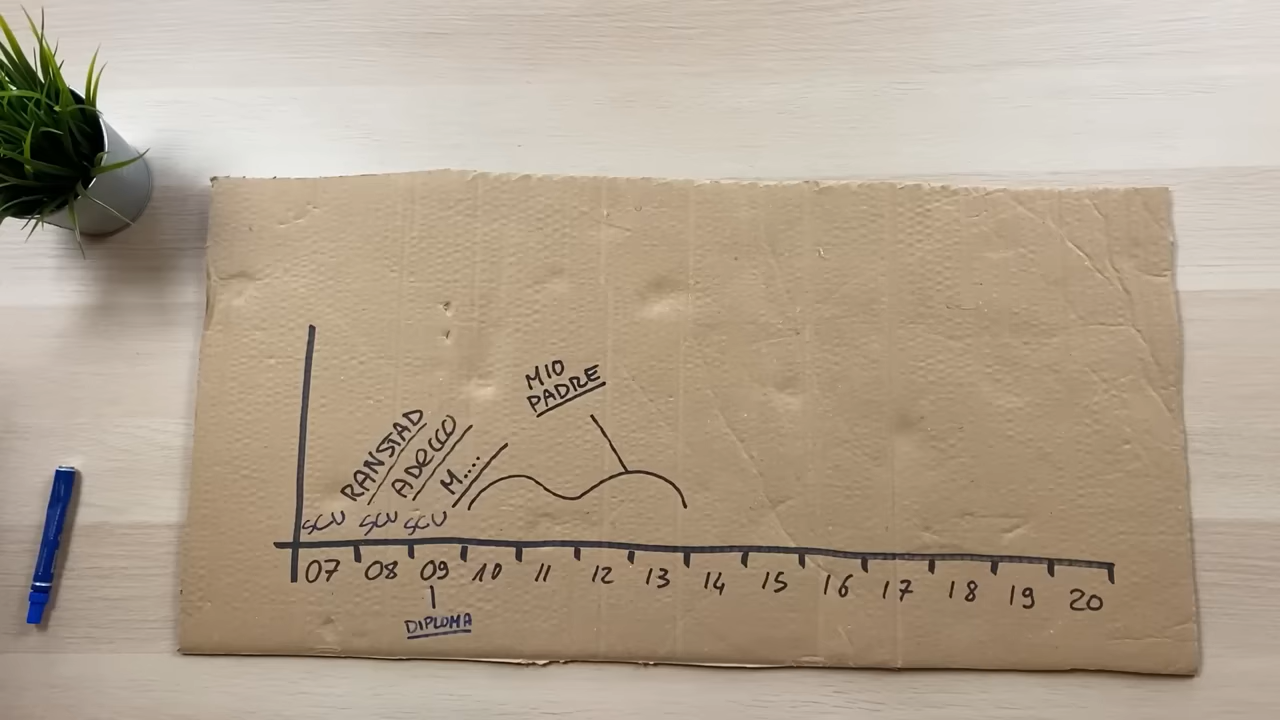 MIO
PADRE
RANSTAD
ADECCO
M....
SCU SCU SCU
07 08 09 10 11 12 13 14 15 16 17 18 19 20
DIPLOMA